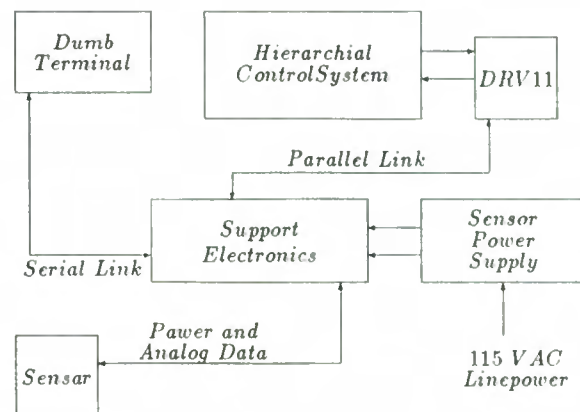 Dumb
Terminal
Hierarchial
ControlSystem
DRV11
Parallel Link
Support
Electronics
Sensor
Power
Supply
Serial Link
Pawer and
Analog Data
Sensar
115 VAC
Linepower